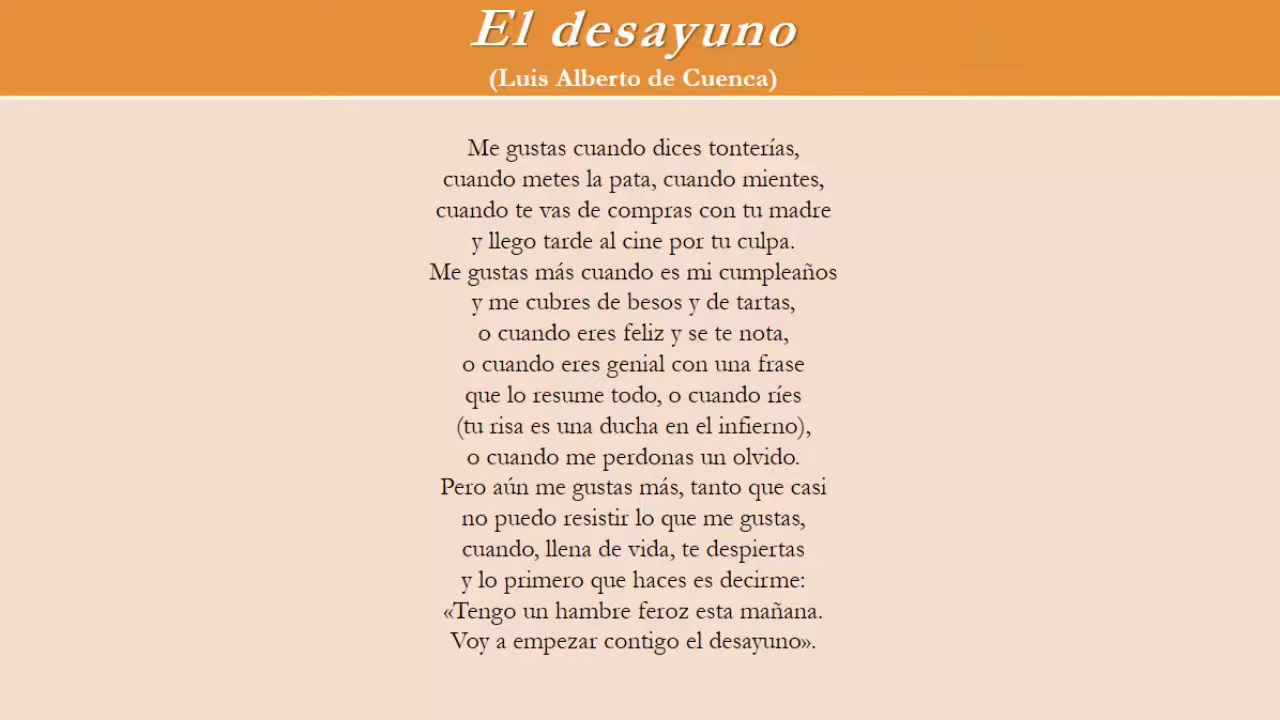 El desayuno
(Luis Alberto de Cuenca)
Me gustas cuando dices tonterías,
cuando metes la pata, cuando mientes,
cuando te vas de compras con tu madre
y llego tarde al cine por tu culpa.
Me gustas más cuando es mi cumpleaños
y me cubres de besos y de tartas,
o cuando eres feliz y se te nota,
o cuando eres genial con una frase
que lo resume todo, o cuando ríes
(tu risa es una ducha en el infierno),
o cuando me perdonas un olvido.
Pero aún me gustas más, tanto que casi
no puedo resistir lo que me gustas,
cuando, llena de vida, te despiertas
y lo primero que haces es decirme:
«Tengo un hambre feroz esta mañana.
Voy a empezar contigo el desayuno».